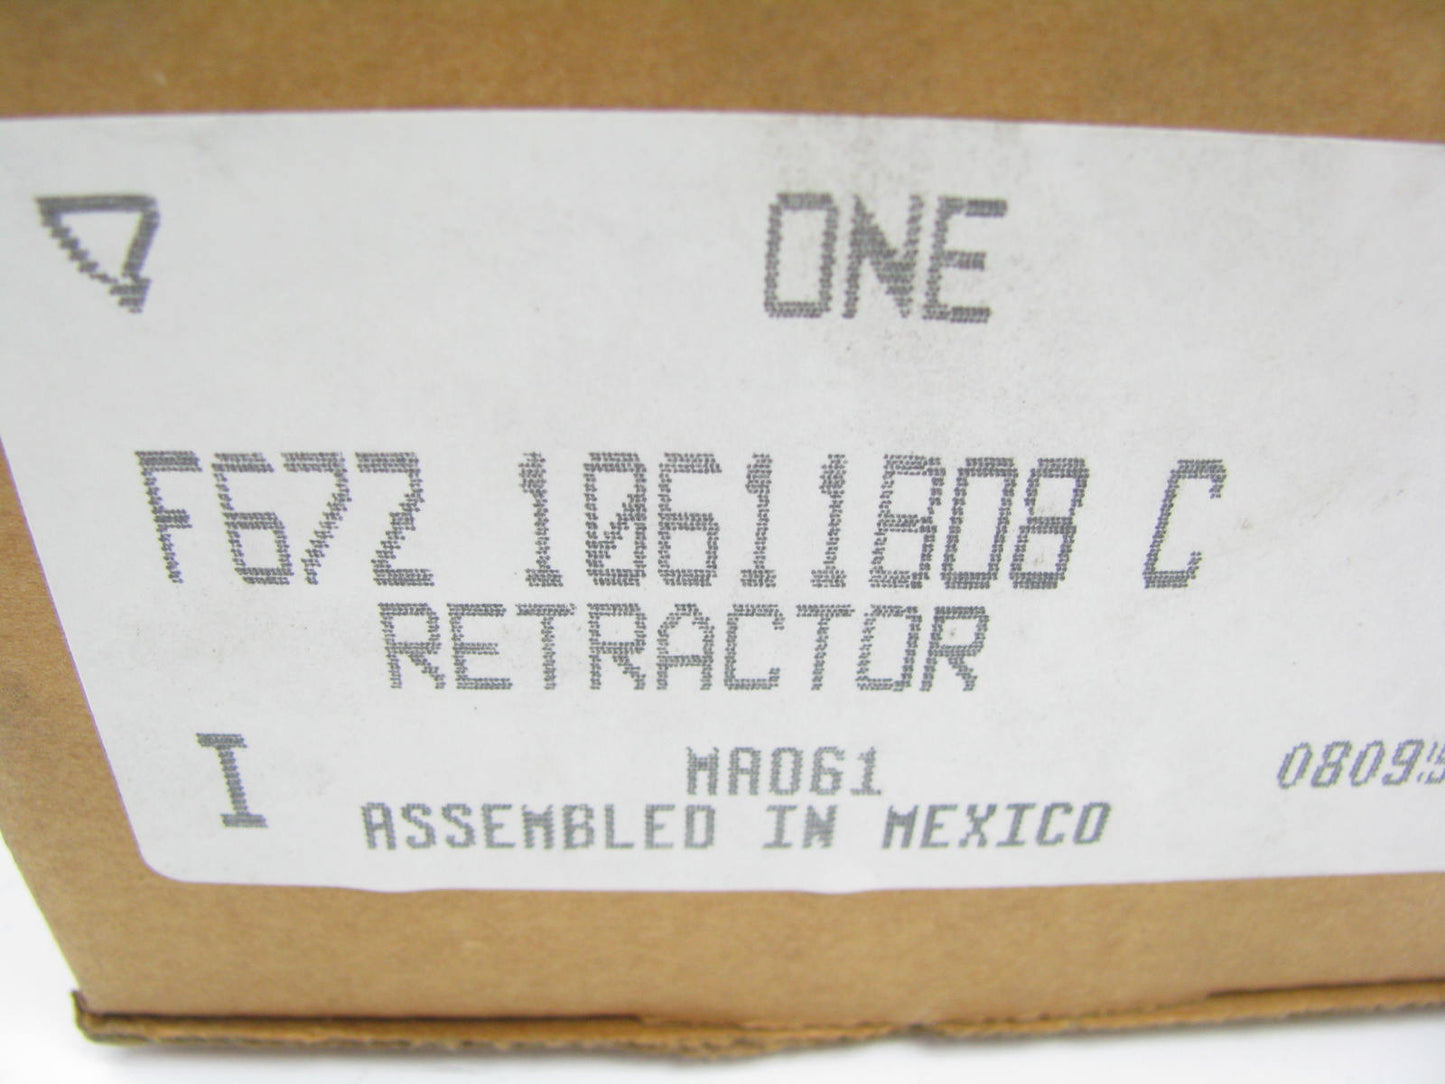 ONE
F67Z 10611B08 C
RETRACTOR
I
MA061
ASSEMBLED IN MEXICO